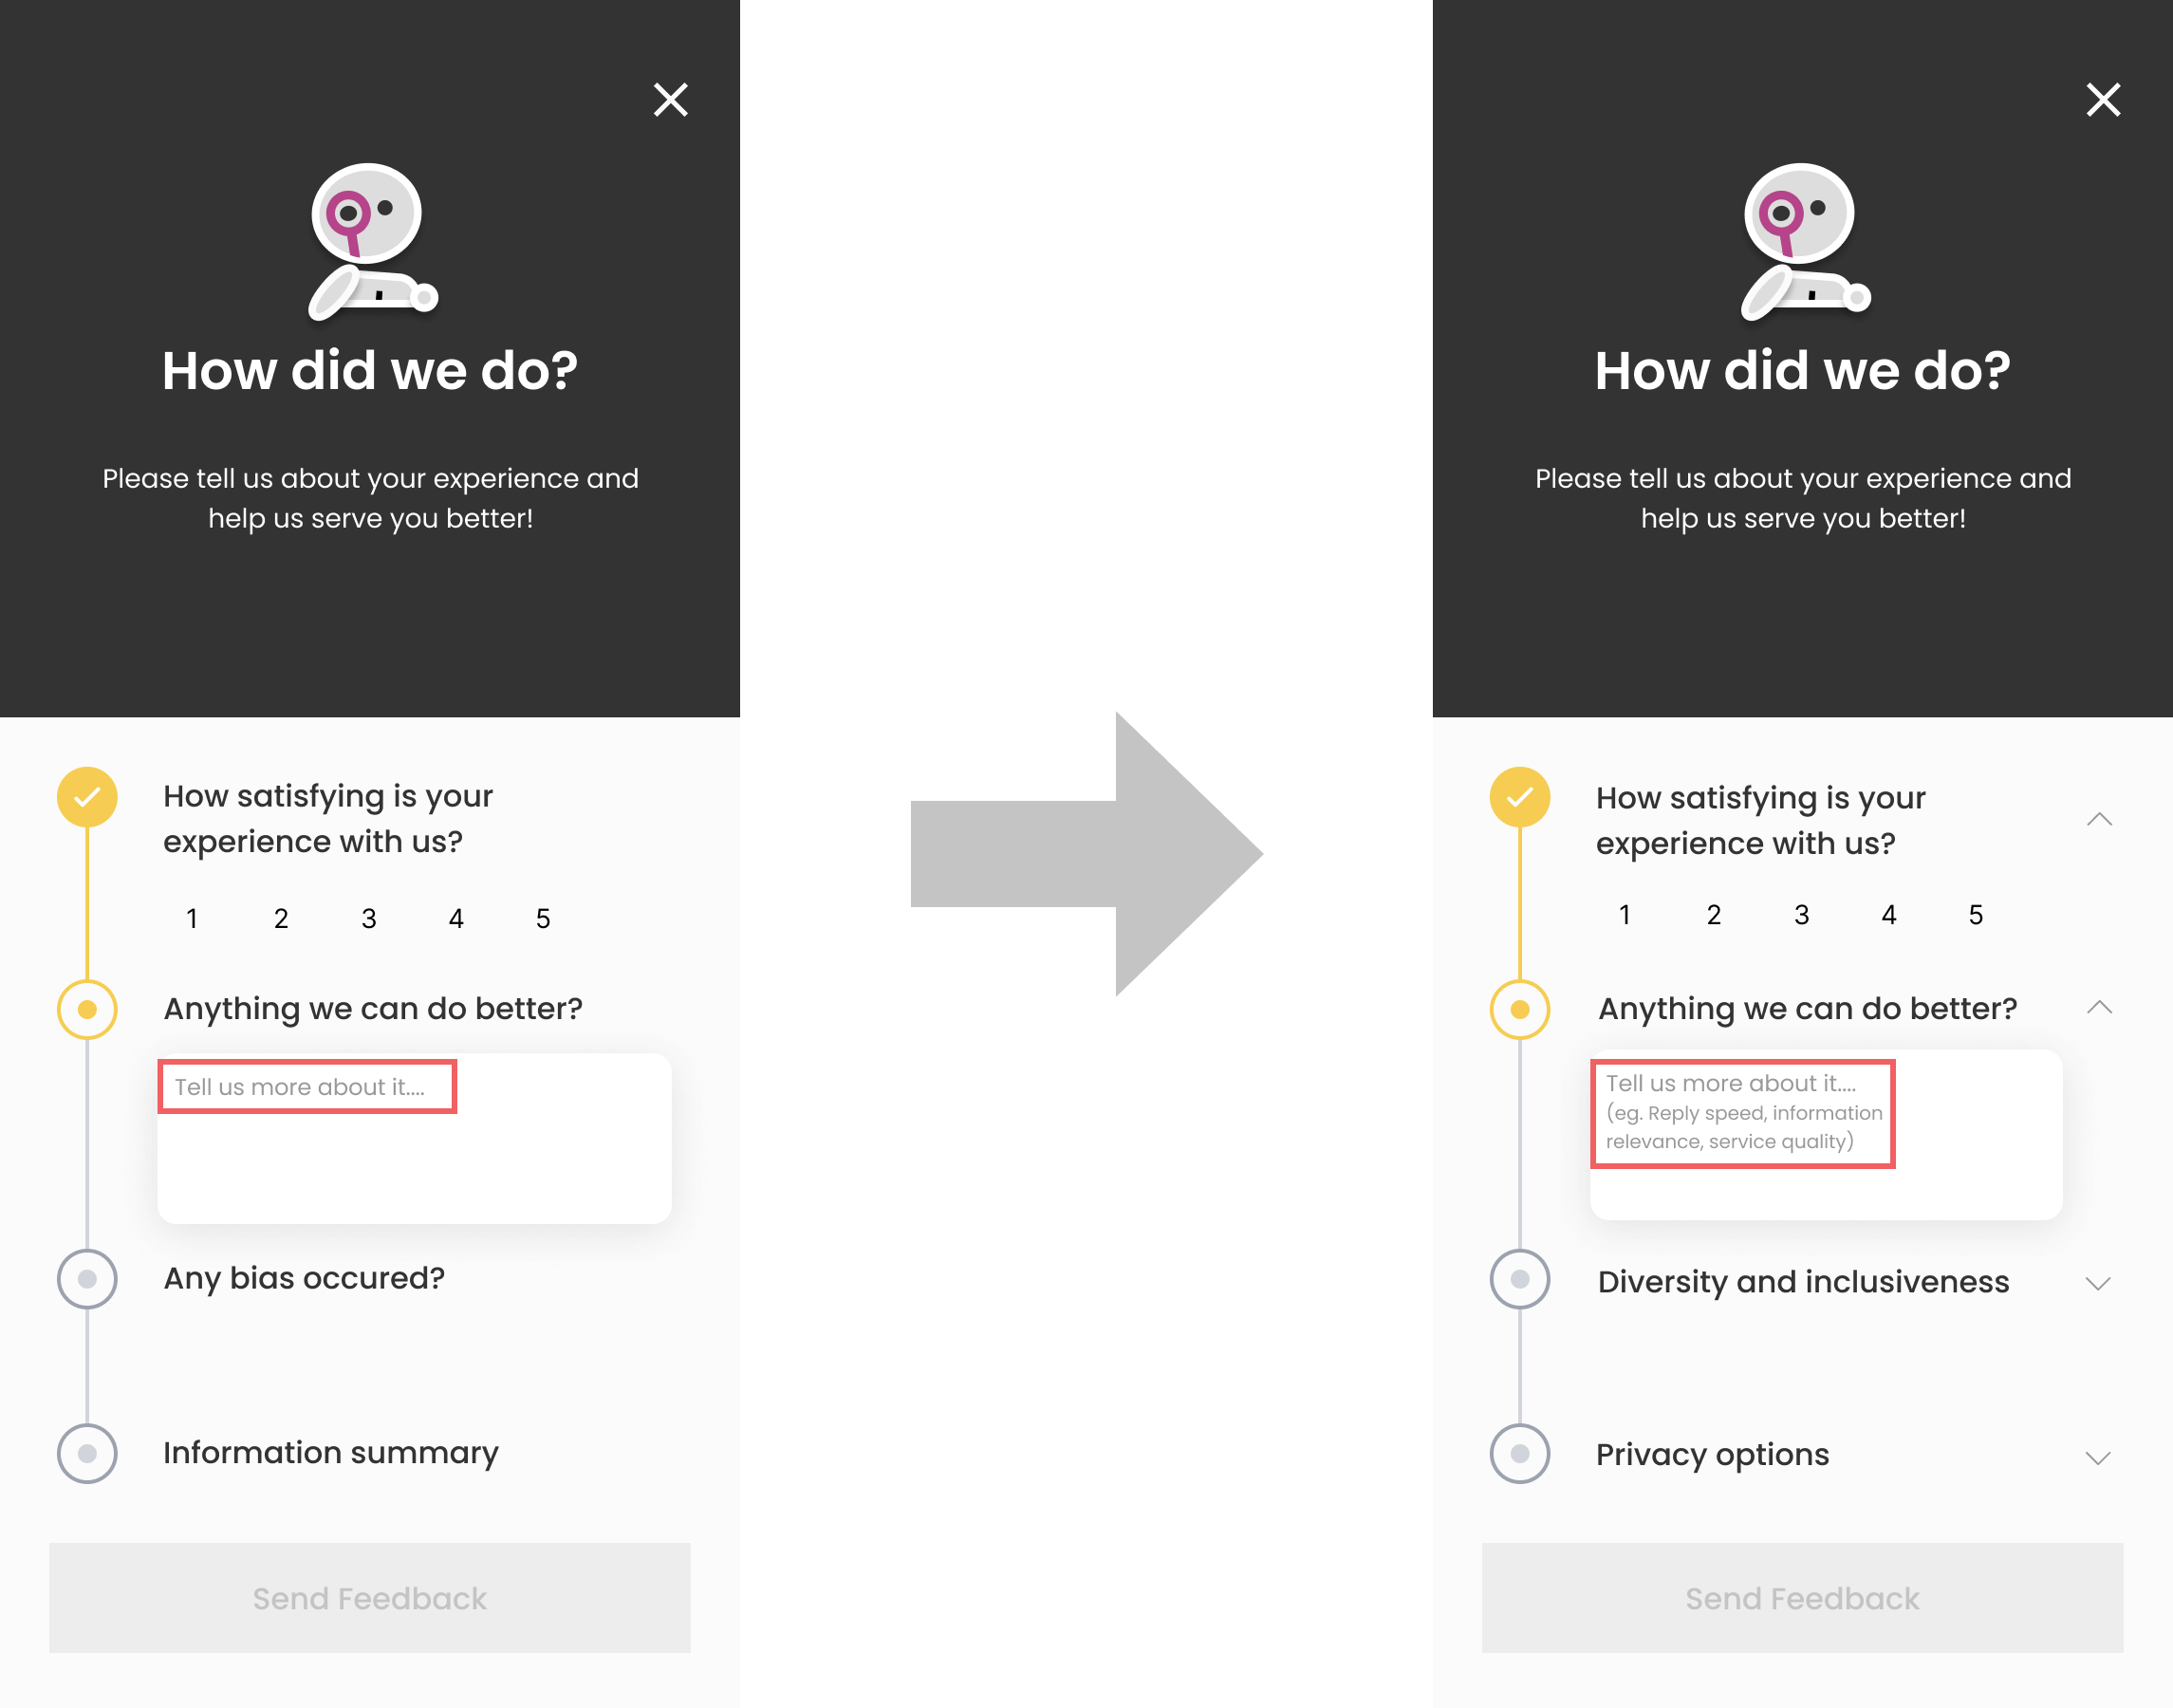 How did we do?
Please tell us about your experience and
help us serve you better!
How satisfying is your
experience with us?
1 2 3 4 5
Anything we can do better?
Tell us more about it....
Any bias occured?
Information summary
Send Feedback
How did we do?
Please tell us about your experience and
help us serve you better!
How satisfying is your
experience with us?
1 2 3 4 5
Anything we can do better?
Tell us more about it....
(eg. Reply speed, information
relevance, service quality)
Diversity and inclusiveness
Privacy options
Send Feedback